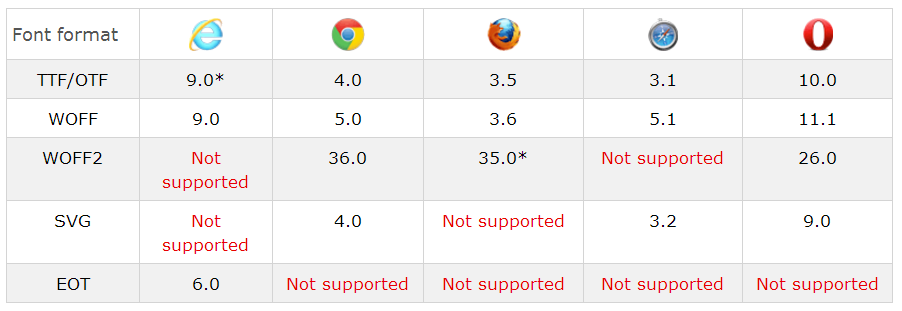 Font format
TTF/OTF 9.0* 4.0 3.5 3.1 10.0
WOFF 9.0 5.0 3.6 5.1 11.1
WOFF2 Not supported 36.0 35.0* Not supported 26.0
SVG Not supported 4.0 Not supported 3.2 9.0
EOT 6.0 Not supported Not supported Not supported Not supported